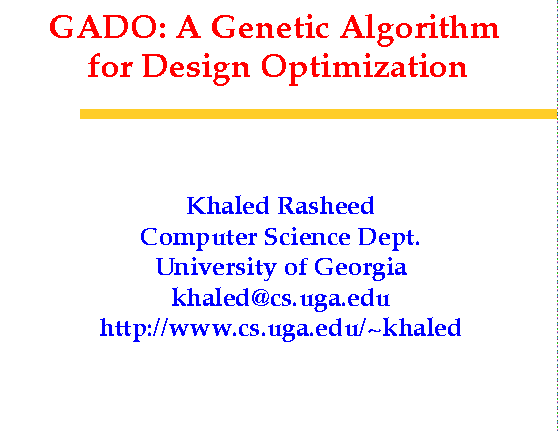 GADO: A Genetic Algorithm
for Design Optimization
Khaled Rasheed
Computer Science Dept.
University of Georgia
khaled@cs.uga.edu
http://www.cs.uga.edu/~khaled